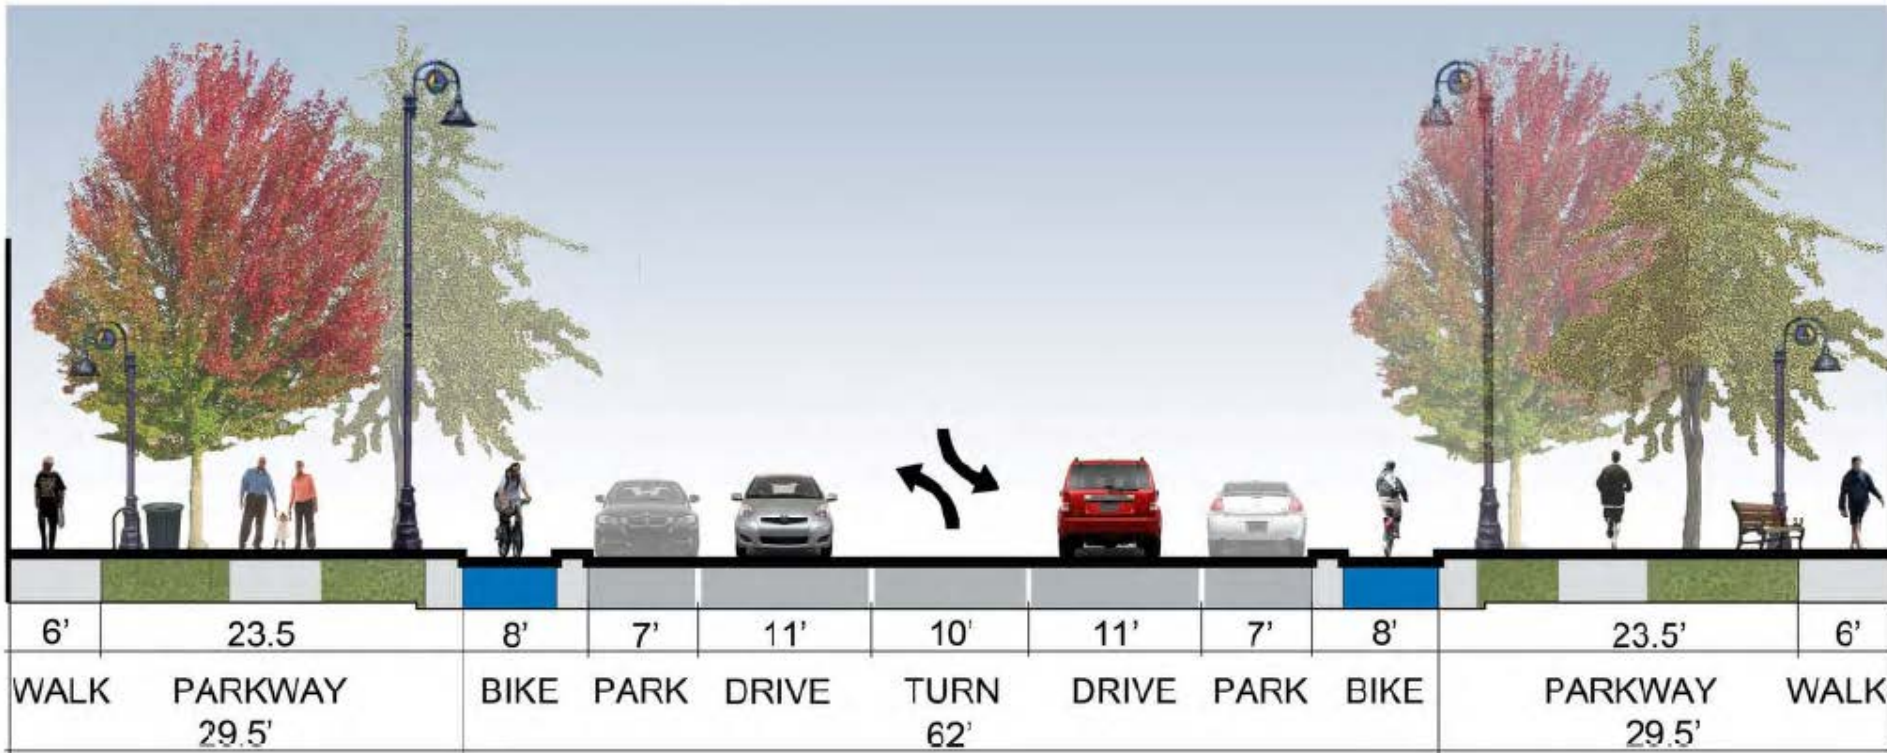 6' 23.5 8' 7' 11' 10' 11' 7' 8' 23.5' 6'
WALK PARKWAY BIKE PARK DRIVE TURN DRIVE PARK BIKE PARKWAY WALK
29.5' 62' 29.5'